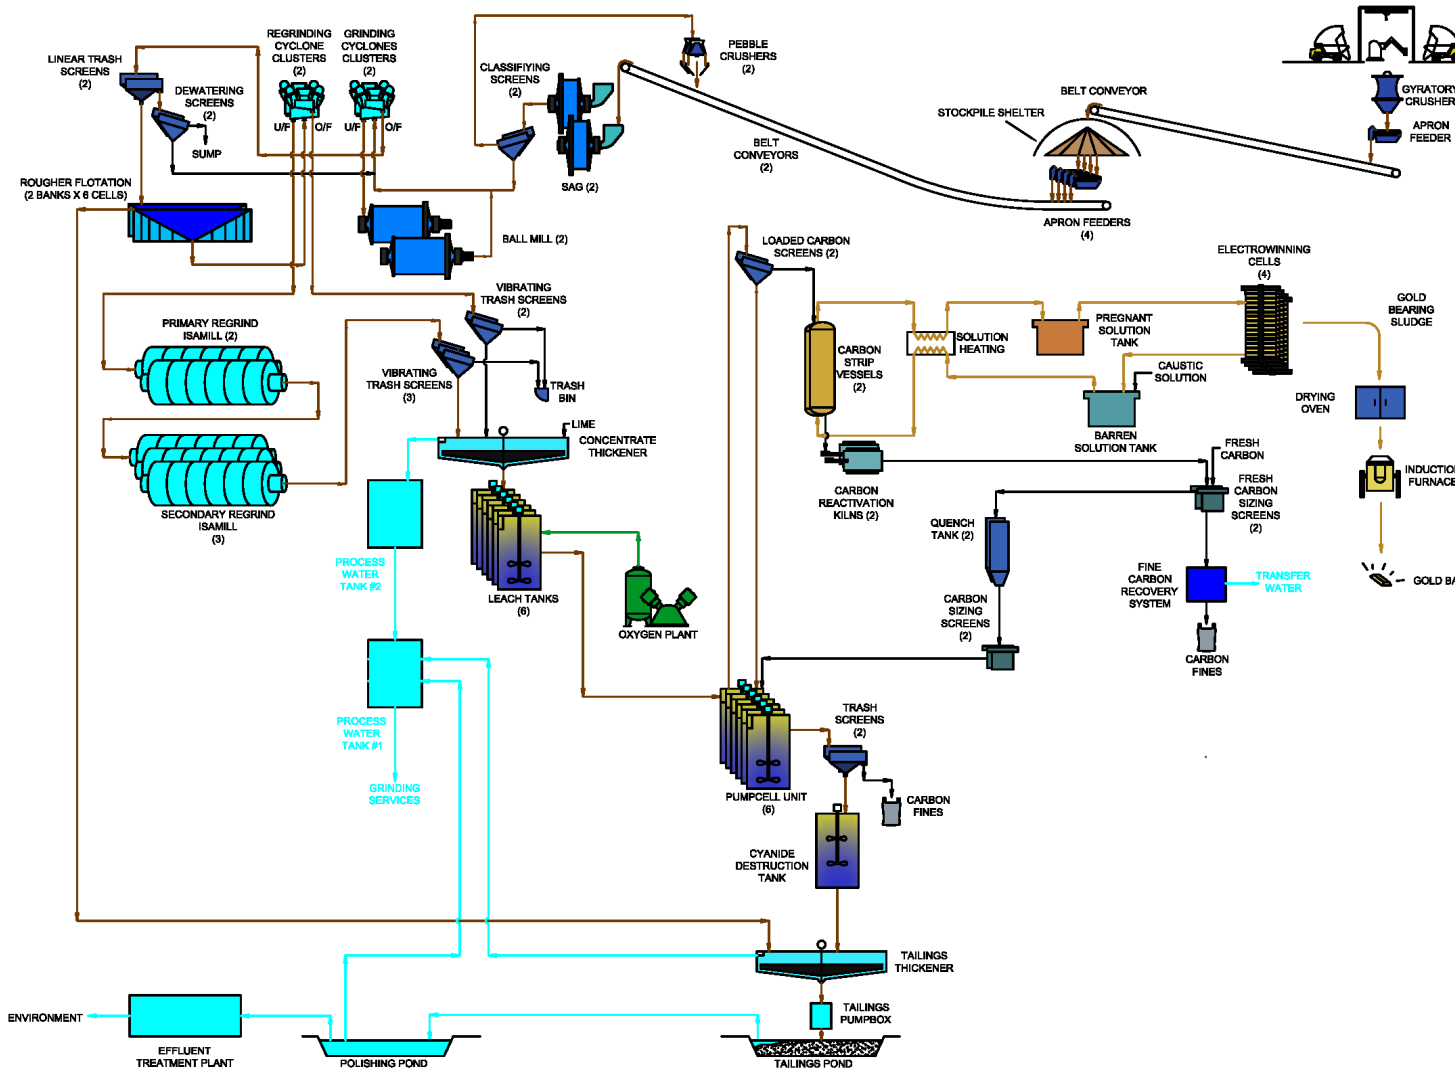 LINEAR TRASH
SCREENS
(2)
DEWATERING
SCREENS
(2)
SUMP
REGRINDING
CYCLONE
CLUSTERS
(2)
GRINDING
CYCLONES
CLUSTERS
(2)
U/F
O/F
U/F
O/F
CLASSIFIYING
SCREENS
(2)
PEBBLE
CRUSHERS
(2)
SAG (2)
BELT
CONVEYORS
(2)
BELT CONVEYOR
STOCKPILE SHELTER
APRON FEEDERS
(4)
GYRATORY
CRUSHER
APRON
FEEDER
ROUGHER FLOTATION
(2 BANKS X 6 CELLS)
BALL MILL (2)
PRIMARY REGRIND
ISAMILL (2)
SECONDARY REGRIND
ISAMILL
(3)
VIBRATING
TRASH SCREENS
(2)
VIBRATING
TRASH SCREENS
(3)
TRASH
BIN
LIME
CONCENTRATE
THICKENER
LOADED CARBON
SCREENS (2)
CARBON
STRIP
VESSELS
(2)
SOLUTION
HEATING
PREGNANT
SOLUTION
TANK
ELECTROWINNING
CELLS
(4)
GOLD
BEARING
SLUDGE
CAUSTIC
SOLUTION
BARREN
SOLUTION TANK
DRYING
OVEN
INDUCTION
FURNACE
GOLD BA
CARBON
REACTIVATION
KILNS (2)
FRESH
CARBON
FRESH
CARBON
SIZING
SCREENS
(2)
QUENCH
TANK (2)
CARBON
SIZING
SCREENS
(2)
FINE
CARBON
RECOVERY
SYSTEM
TRANSFER
WATER
CARBON
FINES
PROCESS
WATER
TANK #2
LEACH TANKS
(6)
OXYGEN PLANT
PROCESS
WATER
TANK #1
GRINDING
SERVICES
PUMPCELL UNIT
(6)
TRASH
SCREENS
(2)
CARBON
FINES
CYANIDE
DESTRUCTION
TANK
TAILINGS
THICKENER
TAILINGS
PUMPBOX
TAILINGS POND
POLISHING POND
EFFLUENT
TREATMENT PLANT
ENVIRONMENT